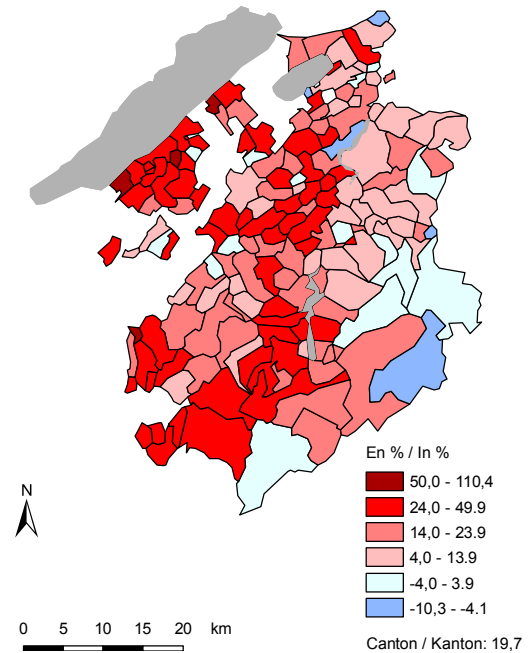 En % / In %
50,0 - 110,4
24,0 - 49.9
14,0 - 23.9
4,0 - 13.9
-4,0 - 3.9
-10,3 - -4.1
N
0 5 10 15 20 km
Canton / Kanton: 19,7